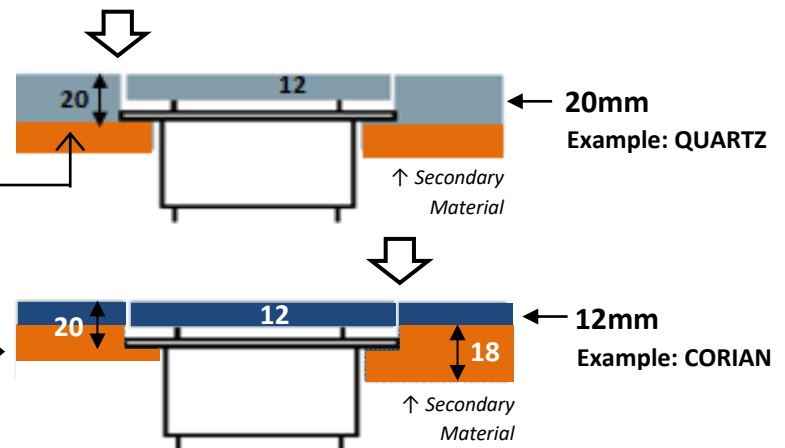 20
12
20mm
Example: QUARTZ
↑ Secondary
Material
20
12
12mm
18
Example: CORIAN
↑ Secondary
Material